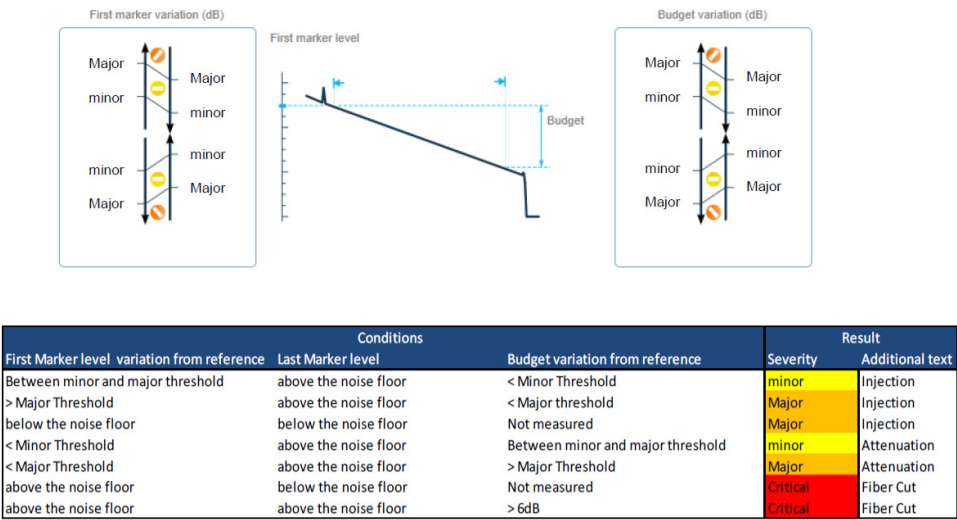 First marker variation (dB)
Budget variation (dB)
First marker level
Major
Major
minor
minor
minor
minor
Major
Major
Budget
Major
Major
minor
minor
minor
minor
Major
Major
Conditions Result
First Marker level variation from reference Last Marker level Budget variation from reference Severity Additional text
Between minor and major threshold above the noise floor < Minor Threshold minor Injection
> Major Threshold above the noise floor < Major threshold Major Injection
below the noise floor below the noise floor Not measured Major Injection
< Minor Threshold above the noise floor Between minor and major threshold minor Attenuation
< Major Threshold above the noise floor > Major Threshold Major Attenuation
above the noise floor below the noise floor Not measured Critical Fiber Cut
above the noise floor above the noise floor > 6dB Critical Fiber Cut